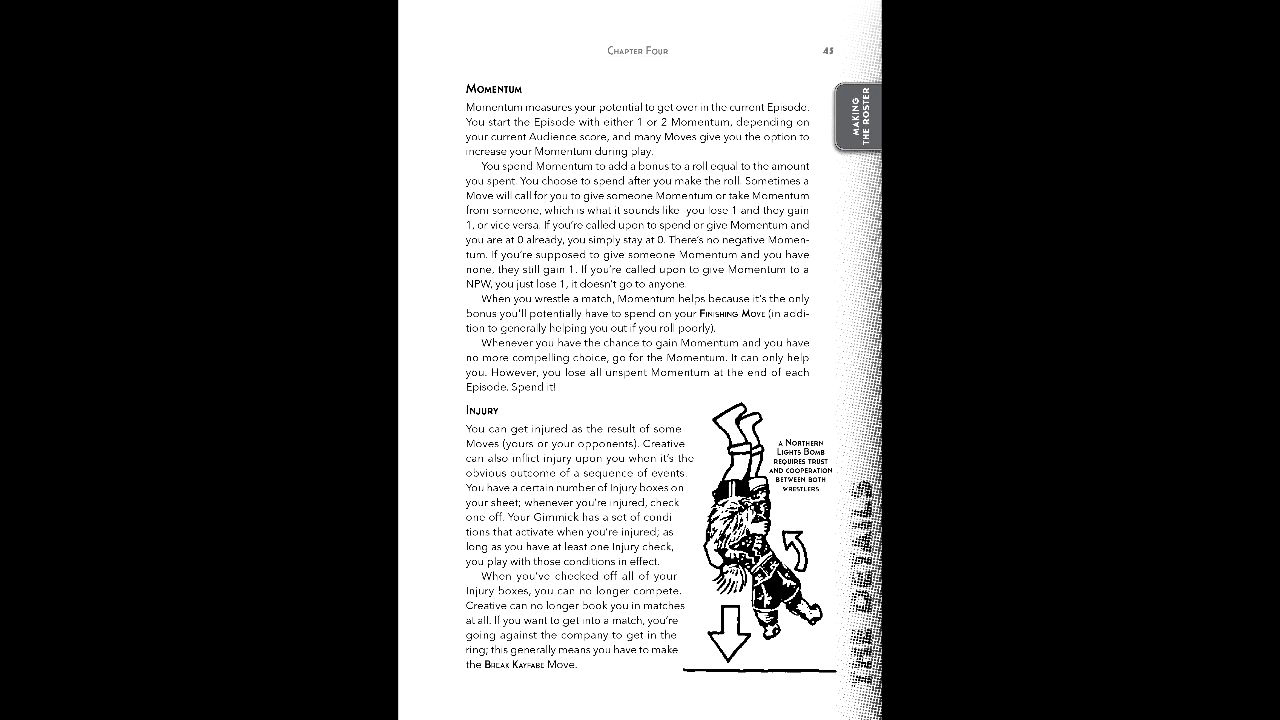 Chapter Four
45
Making
the Roster
Momentum
Momentum measures your potential to get over in the current Episode.
You start the Episode with either 1 or 2 Momentum, depending on
your current Audience score, and many Moves give you the option to
increase your Momentum during play.
You spend Momentum to add a bonus to a roll equal to the amount
you spent. You choose to spend after you make the roll. Sometimes a
Move will call for you to give someone Momentum or take Momentum
from someone, which is what it sounds like- you lose 1 and they gain
1, or vice versa. If you're called upon to spend or give Momentum and
you are at 0 already, you simply stay at 0. There's no negative Momen-
tum. If you're supposed to give someone Momentum and you have
none, they still gain 1. If you're called upon to give Momentum to a
NPW, you just lose 1, it doesn't go to anyone.
When you wrestle a match, Momentum helps because it's the only
bonus you'll potentially have to spend on your Finishing Move (in addi-
tion to generally helping you out if you roll poorly).
Whenever you have the chance to gain Momentum and you have
no more compelling choice, go for the Momentum. It can only help
you. However, you lose all unspent Momentum at the end of each
Episode. Spend it!
Injury
You can get injured as the result of some
Moves (yours or your opponents). Creative
can also inflict injury upon you when it's the
obvious outcome of a sequence of events.
You have a certain number of Injury boxes on
your sheet; whenever you're injured, check
one off. Your Gimmick has a set of condi
tions that activate when you're injured; as
long as you have at least one Injury check,
you play with those conditions in effect.
When you've checked off all of your
Injury boxes, you can no longer compete.
Creative can no longer book you in matches
at all. If you want to get into a match, you're
going against the company to get in the
ring; this generally means you have to make
the Break Kayfabe Move.
a Northern
Lights Bomb
requires trust
and cooperation
between both
wrestlers
The Details